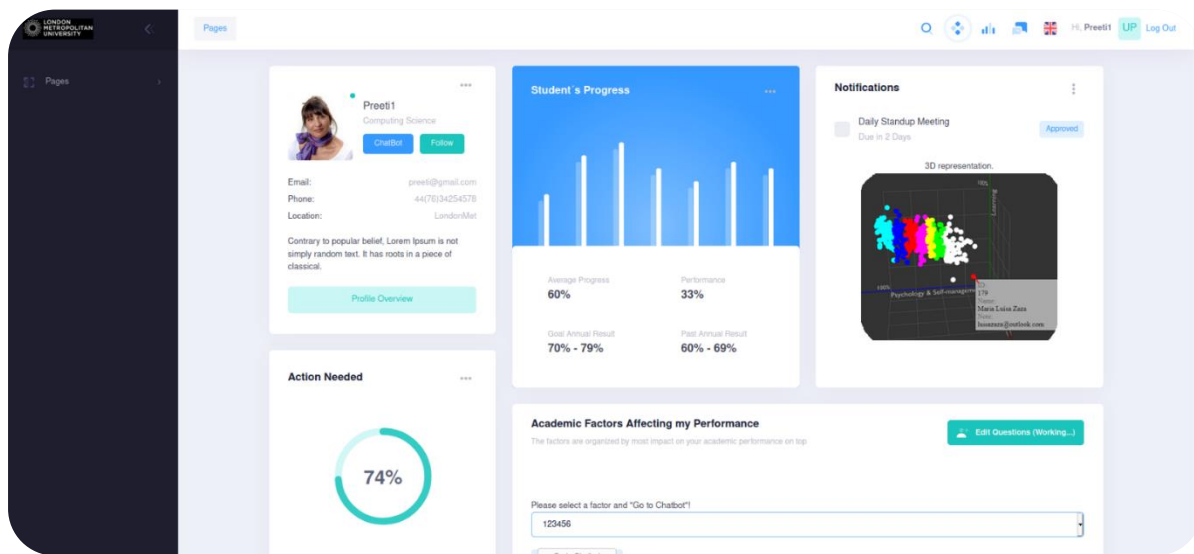 LONDON
METROPOLITAN
UNIVERSITY
Pages
Hi, Preeti1
UP
Log Out
Pages
Preeti1
Computing Science
ChatBot
Follow
Email: preeti@gmail.com
Phone: 44(76)34254578
Location: LondonMet
Contrary to popular belief, Lorem Ipsum is not
simply random text. It has roots in a piece of
classical.
Profile Overview
Student´s Progress
Average Progress
60%
Performance
33%
Goal Annual Result
70% - 79%
Past Annual Result
60% - 69%
Notifications
Daily Standup Meeting
Due in 2 Days
Approved
3D representation.
Learning
100%
Psychology & Self-management
ID:
179
Name:
Maria Luisa Zaza
Action Needed
74%
Academic Factors Affecting my Performance
The factors are organized by most impact on your academic performance on top
Edit Questions (Working...)
Please select a factor and "Go to Chatbot"!
123456